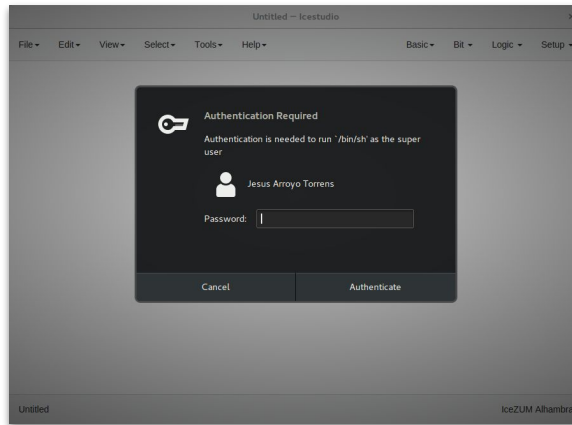 Untitled — Icestudio
File Edit View Select Tools Help Basic Bit Logic Setup
Authentication Required
Authentication is needed to run `/bin/sh' as the super
user
Jesus Arroyo Torrens
Password:
Cancel Authenticate
Untitled IceZUM Alhambra